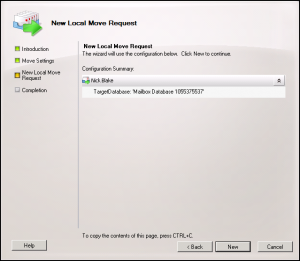 New Local Move Request
Introduction
Move Settings
New Local Move
Request
Completion
New Local Move Request
The wizard will use the configuration below. Click New to continue.
Configuration Summary:
Nick Blake
TargetDatabase: 'Mailbox Database 1095375537'
To copy the contents of this page, press CTRL+C.
Help
< Back
New
Cancel